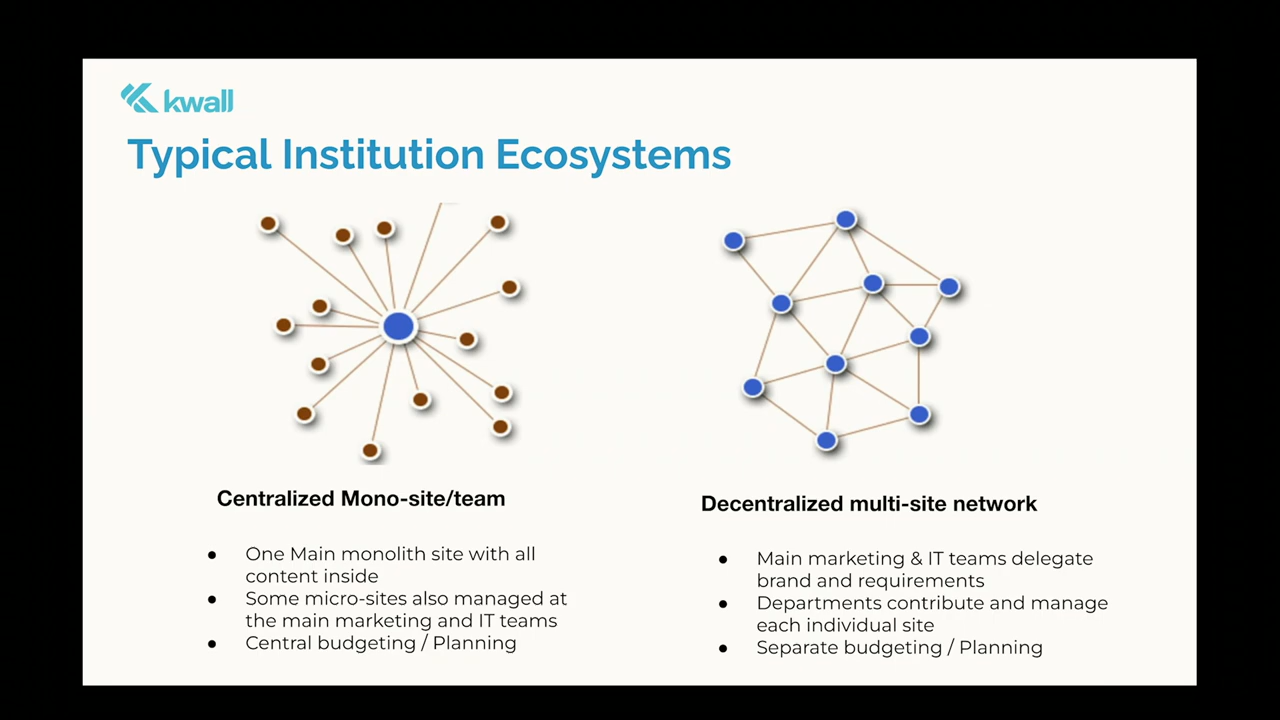 kwall
Typical Institution Ecosystems
Centralized Mono-site/team
● One Main monolith site with all
content inside
● Some micro-sites also managed at
the main marketing and IT teams
● Central budgeting / Planning
Decentralized multi-site network
● Main marketing & IT teams delegate
brand and requirements
● Departments contribute and manage
each individual site
● Separate budgeting / Planning